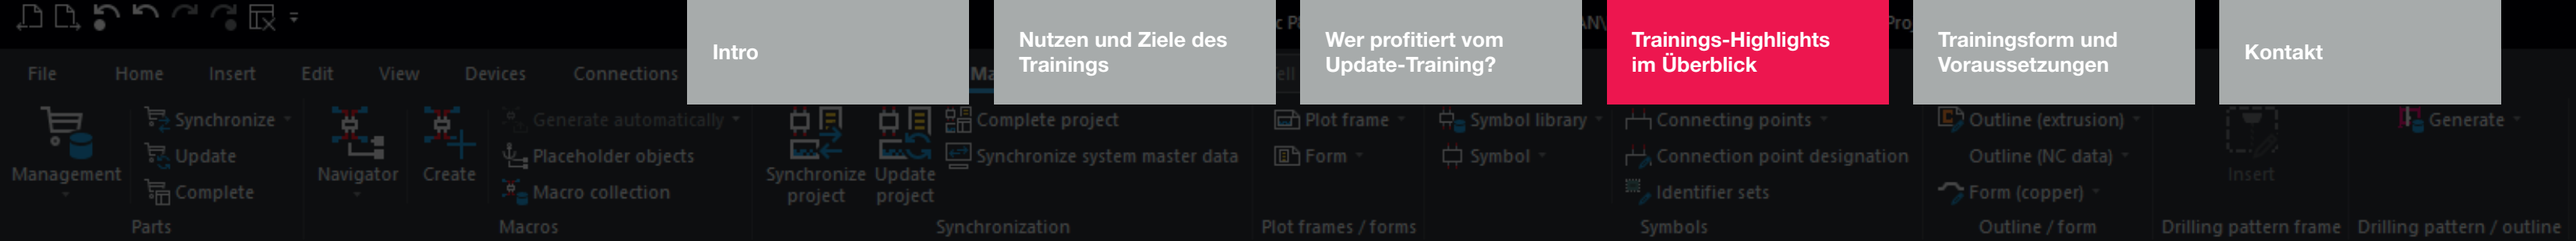 Intro
Nutzen und Ziele des
Trainings
Wer profitiert vom
Update-Training?
Trainings-Highlights
im Überblick
Trainingsform und
Voraussetzungen
Kontakt
File Home Insert Edit View Devices Connections
Management
Synchronize
Update
Complete
Parts
Navigator
Create
Generate automatically
Placeholder objects
Macro collection
Macros
Synchronize
project
Update
project
Complete project
Synchronize system master data
Synchronization
Plot frame
Form
Plot frames / forms
Symbol library
Symbol
Connecting points
Connection point designation
Identifier sets
Symbols
Outline (extrusion)
Outline (NC data)
Form (copper)
Outline / form
Insert
Drilling pattern frame
Generate
Drilling pattern / outline